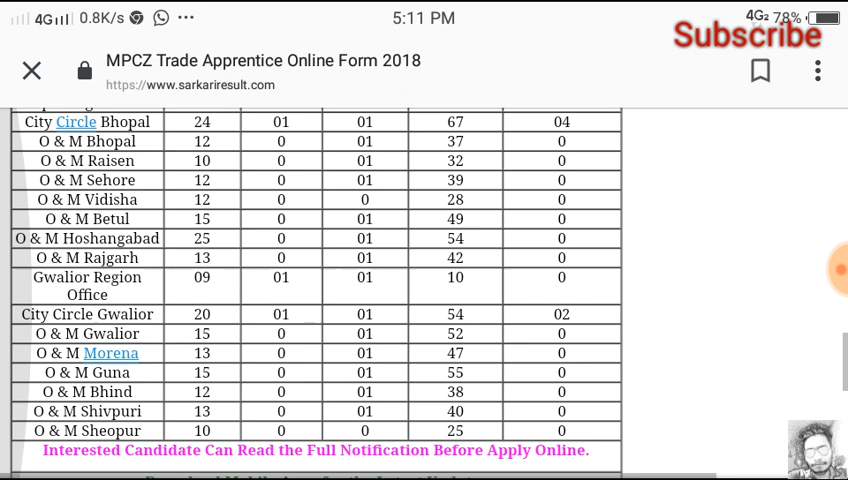 4G 0.8K/s 5:11 PM 4G2 78%
Subscribe
MPCZ Trade Apprentice Online Form 2018
https://www.sarkariresult.com
City Circle Bhopal 24 01 01 67 04
O & M Bhopal 12 0 01 37 0
O & M Raisen 10 0 01 32 0
O & M Sehore 12 0 01 39 0
O & M Vidisha 12 0 0 28 0
O & M Betul 15 0 01 49 0
O & M Hoshangabad 25 0 01 54 0
O & M Rajgarh 13 0 01 42 0
Gwalior Region 09 01 01 10 0
Office
City Circle Gwalior 20 01 01 54 02
O & M Gwalior 15 0 01 52 0
O & M Morena 13 0 01 47 0
O & M Guna 15 0 01 55 0
O & M Bhind 12 0 01 38 0
O & M Shivpuri 13 0 01 40 0
O & M Sheopur 10 0 0 25 0
Interested Candidate Can Read the Full Notification Before Apply Online.